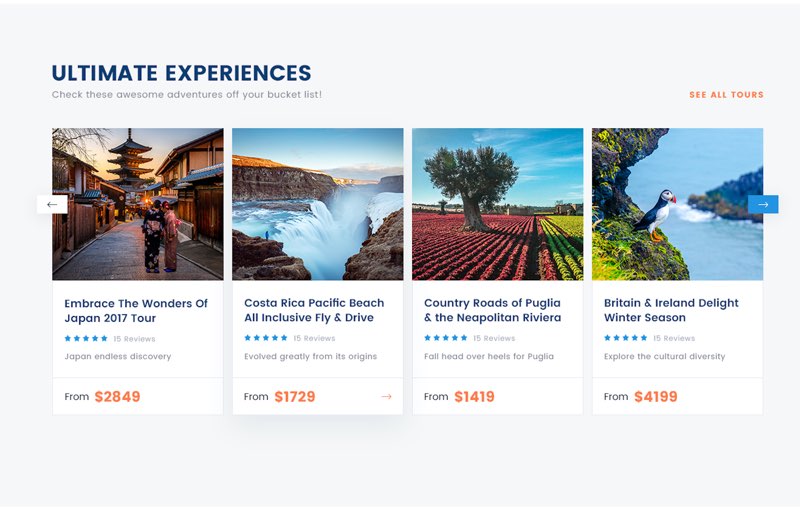 ULTIMATE EXPERIENCES
Check these awesome adventures off your bucket list!
SEE ALL TOURS
Embrace The Wonders Of
Japan 2017 Tour
15 Reviews
Japan endless discovery
From $2849
Costa Rica Pacific Beach
All Inclusive Fly & Drive
15 Reviews
Evolved greatly from its origins
From $1729
Country Roads of Puglia
& the Neapolitan Riviera
15 Reviews
Fall head over heels for Puglia
From $1419
Britain & Ireland Delight
Winter Season
15 Reviews
Explore the cultural diversity
From $4199